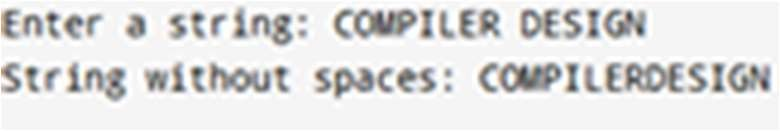 Enter a string: COMPILER DESIGN
String without spaces: COMPILERDESIGN